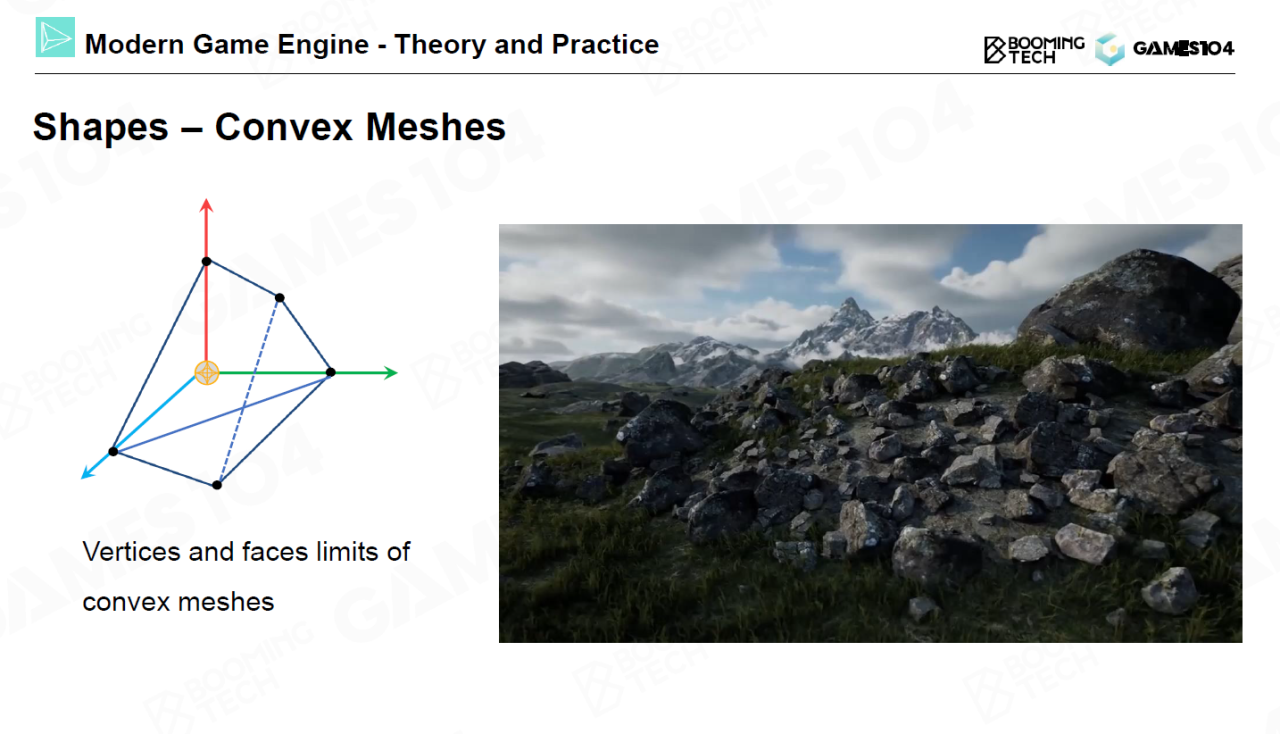 Modern Game Engine - Theory and Practice
BOOMING
TECH
GAMES104
Shapes – Convex Meshes
Vertices and faces limits of
convex meshes